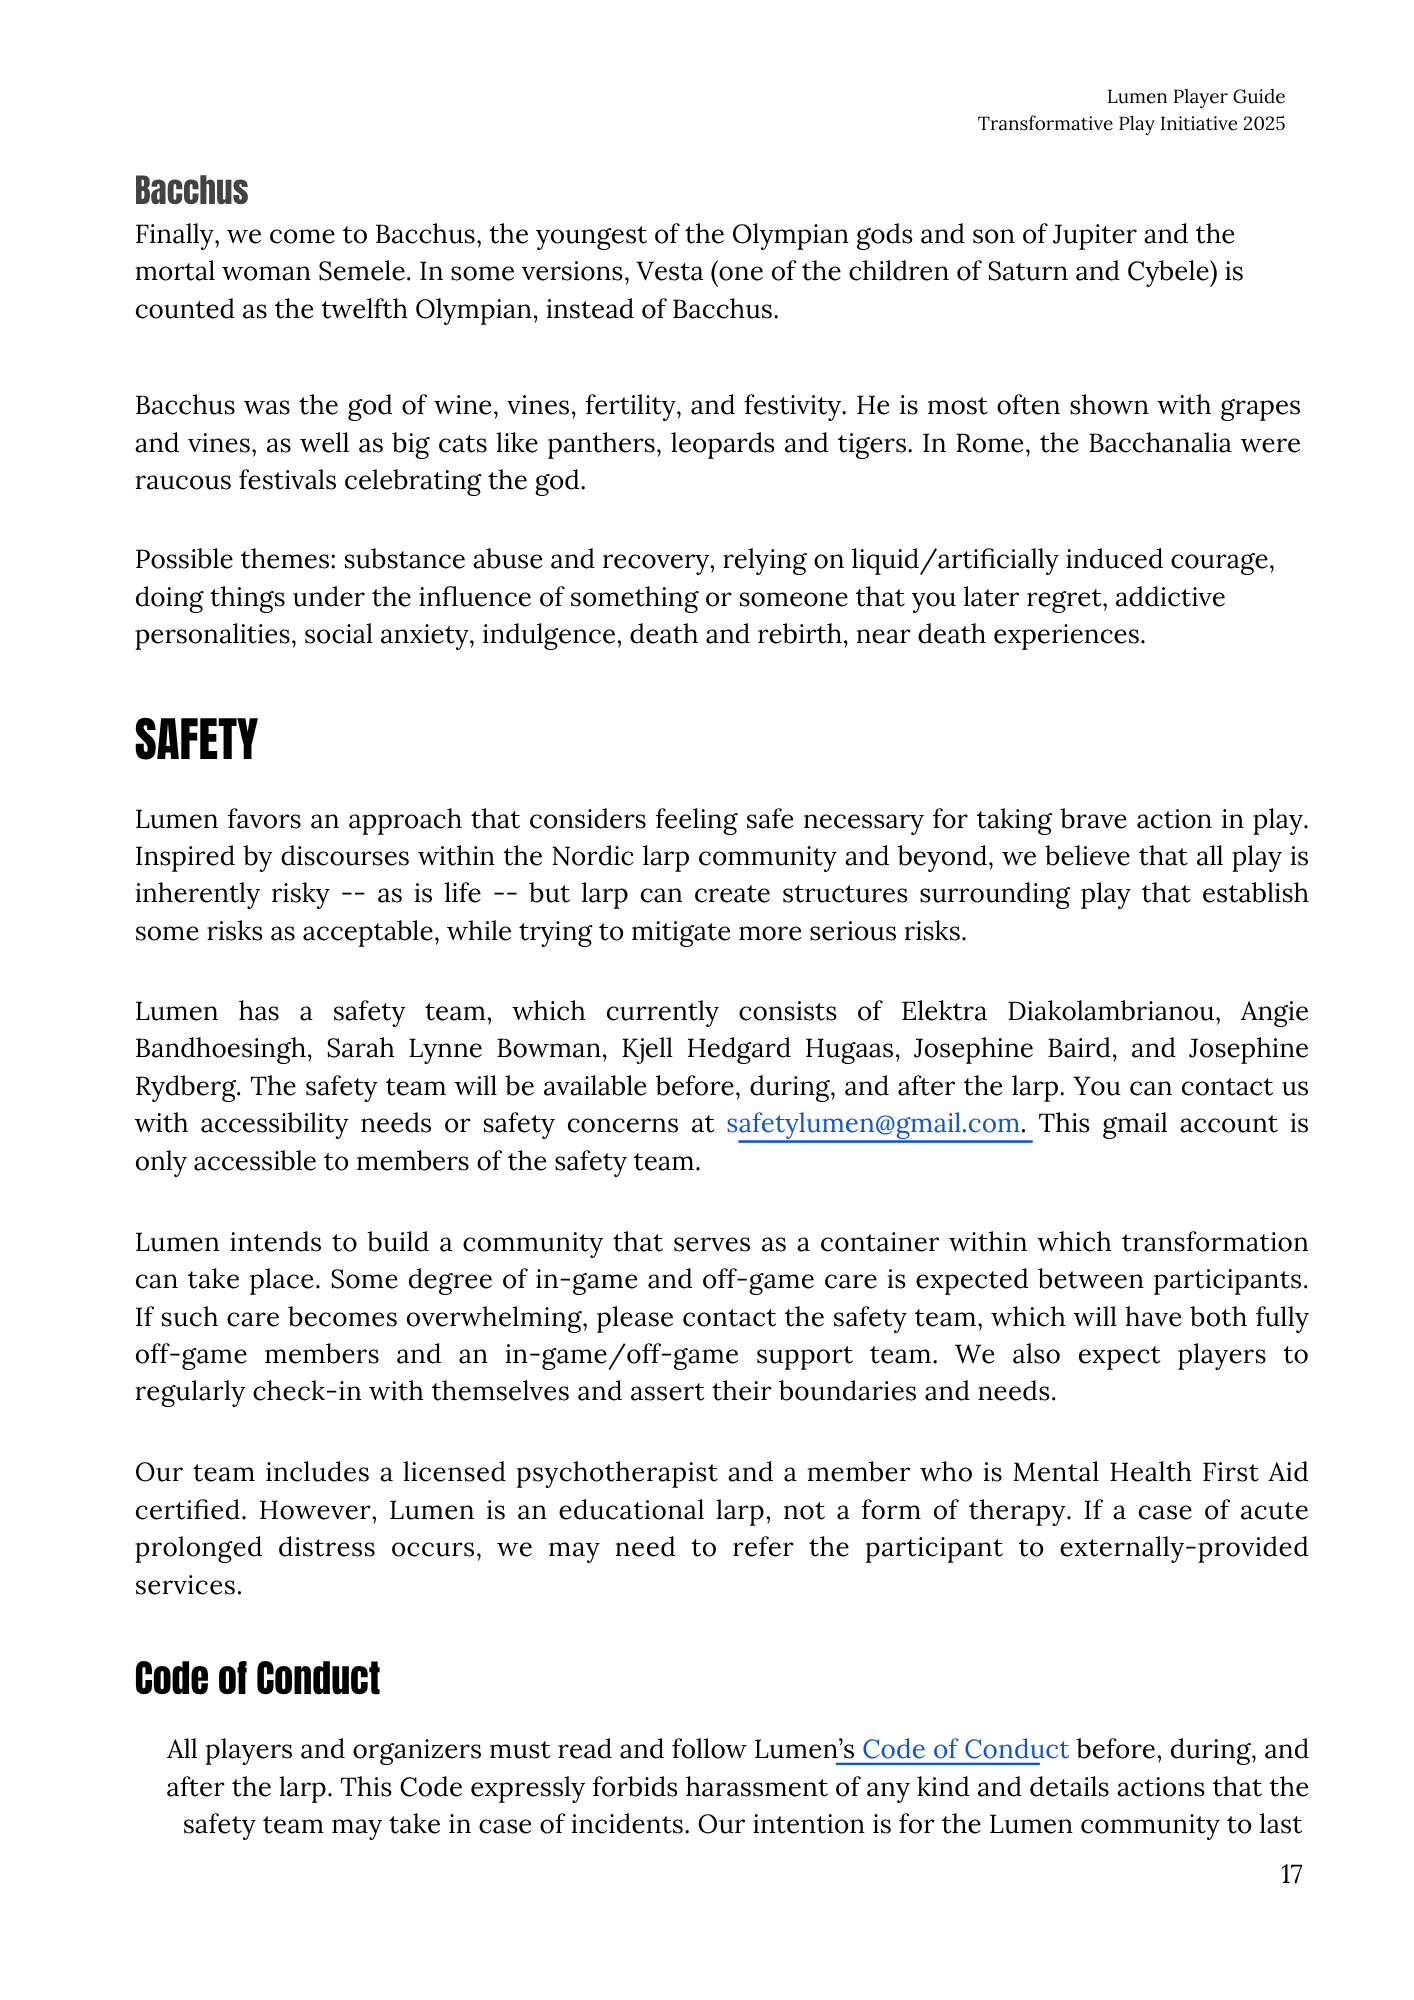 Lumen Player Guide
Transformative Play Initiative 2025
Bacchus
Finally, we come to Bacchus, the youngest of the Olympian gods and son of Jupiter and the
mortal woman Semele. In some versions, Vesta (one of the children of Saturn and Cybele) is
counted as the twelfth Olympian, instead of Bacchus.
Bacchus was the god of wine, vines, fertility, and festivity. He is most often shown with grapes
and vines, as well as big cats like panthers, leopards and tigers. In Rome, the Bacchanalia were
raucous festivals celebrating the god.
Possible themes: substance abuse and recovery, relying on liquid/artificially induced courage,
doing things under the influence of something or someone that you later regret, addictive
personalities, social anxiety, indulgence, death and rebirth, near death experiences.
SAFETY
Lumen favors an approach that considers feeling safe necessary for taking brave action in play.
Inspired by discourses within the Nordic larp community and beyond, we believe that all play is
inherently risky -- as is life -- but larp can create structures surrounding play that establish
some risks as acceptable, while trying to mitigate more serious risks.
Lumen has a safety team, which currently consists of Elektra Diakolambrianou, Angie
Bandhoesingh, Sarah Lynne Bowman, Kjell Hedgard Hugaas, Josephine Baird, and Josephine
Rydberg. The safety team will be available before, during, and after the larp. You can contact us
with accessibility needs or safety concerns at safetylumen@gmail.com. This gmail account is
only accessible to members of the safety team.
Lumen intends to build a community that serves as a container within which transformation
can take place. Some degree of in-game and off-game care is expected between participants.
If such care becomes overwhelming, please contact the safety team, which will have both fully
off-game members and an in-game/off-game support team. We also expect players to
regularly check-in with themselves and assert their boundaries and needs.
Our team includes a licensed psychotherapist and a member who is Mental Health First Aid
certified. However, Lumen is an educational larp, not a form of therapy. If a case of acute
prolonged distress occurs, we may need to refer the participant to externally-provided
services.
Code of Conduct
All players and organizers must read and follow Lumen’s Code of Conduct before, during, and
after the larp. This Code expressly forbids harassment of any kind and details actions that the
safety team may take in case of incidents. Our intention is for the Lumen community to last
17